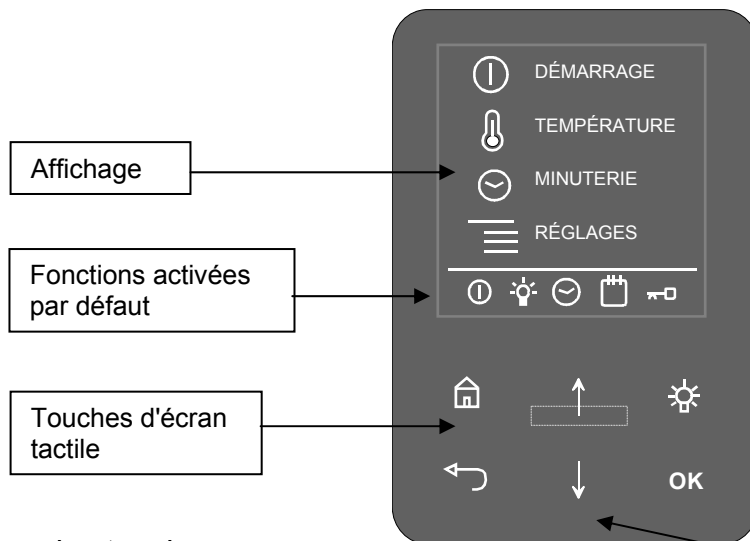 DÉMARRAGE
TEMPÉRATURE
Affichage
MINUTERIE
RÉGLAGES
Fonctions activées
par défaut
Touches d'écran
tactile
OK